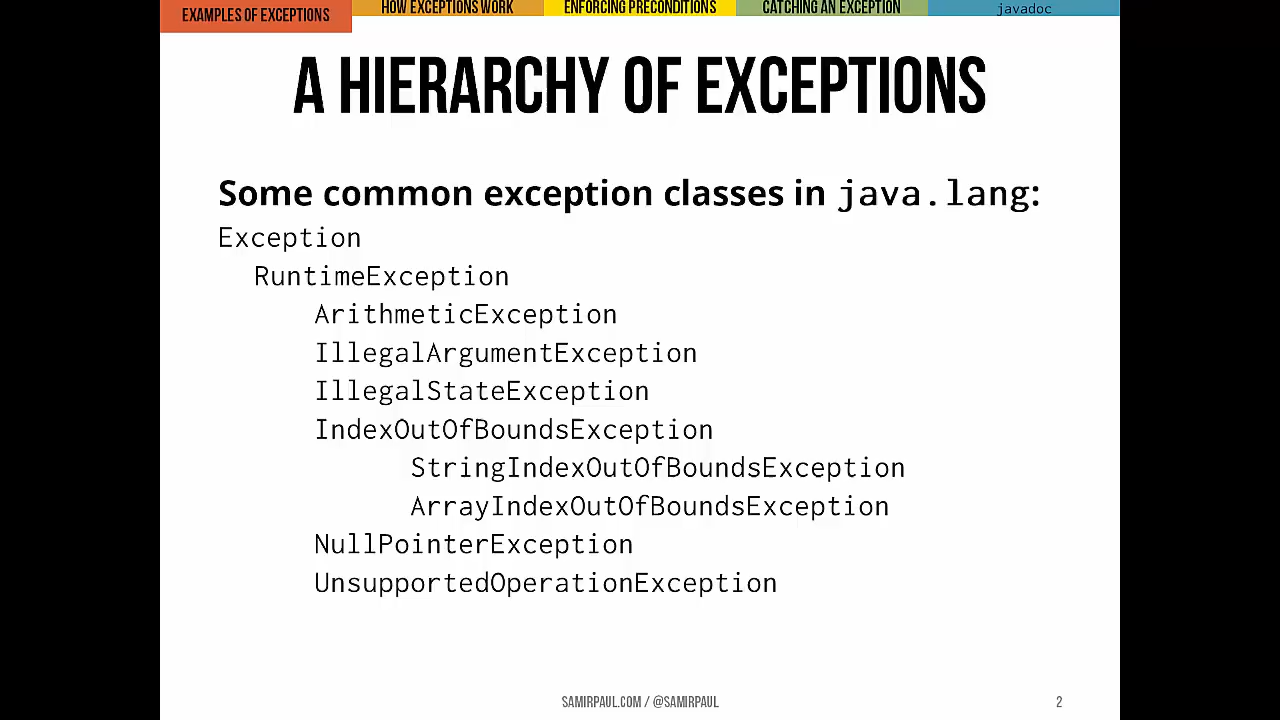 EXAMPLES OF EXCEPTIONS
HOW EXCEPTIONS WORK
ENFORCING PRECONDITIONS
CATCHING AN EXCEPTION
javadoc
A HIERARCHY OF EXCEPTIONS
Some common exception classes in java.lang:
Exception
RuntimeException
ArithmeticException
IllegalArgumentException
IllegalStateException
IndexOutOfBoundsException
StringIndexOutOfBoundsException
ArrayIndexOutOfBoundsException
NullPointerException
UnsupportedOperationException
SAMIRPAUL.COM / @SAMIRPAUL
2